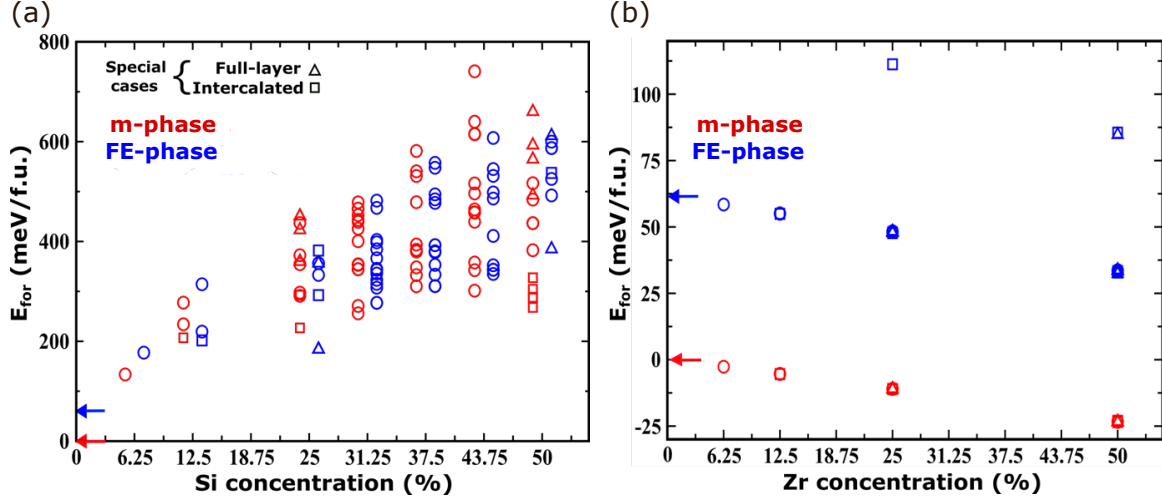 (a)
800
600
400
200
0
E_for (meV/f.u.)
Special cases { Full-layer △
Intercalated □
m-phase
FE-phase
0 6.25 12.5 18.75 25 31.25 37.5 43.75 50
Si concentration (%)
(b)
100
75
50
25
0
-25
E_for (meV/f.u.)
m-phase
FE-phase
0 6.25 12.5 18.75 25 31.25 37.5 43.75 50
Zr concentration (%)